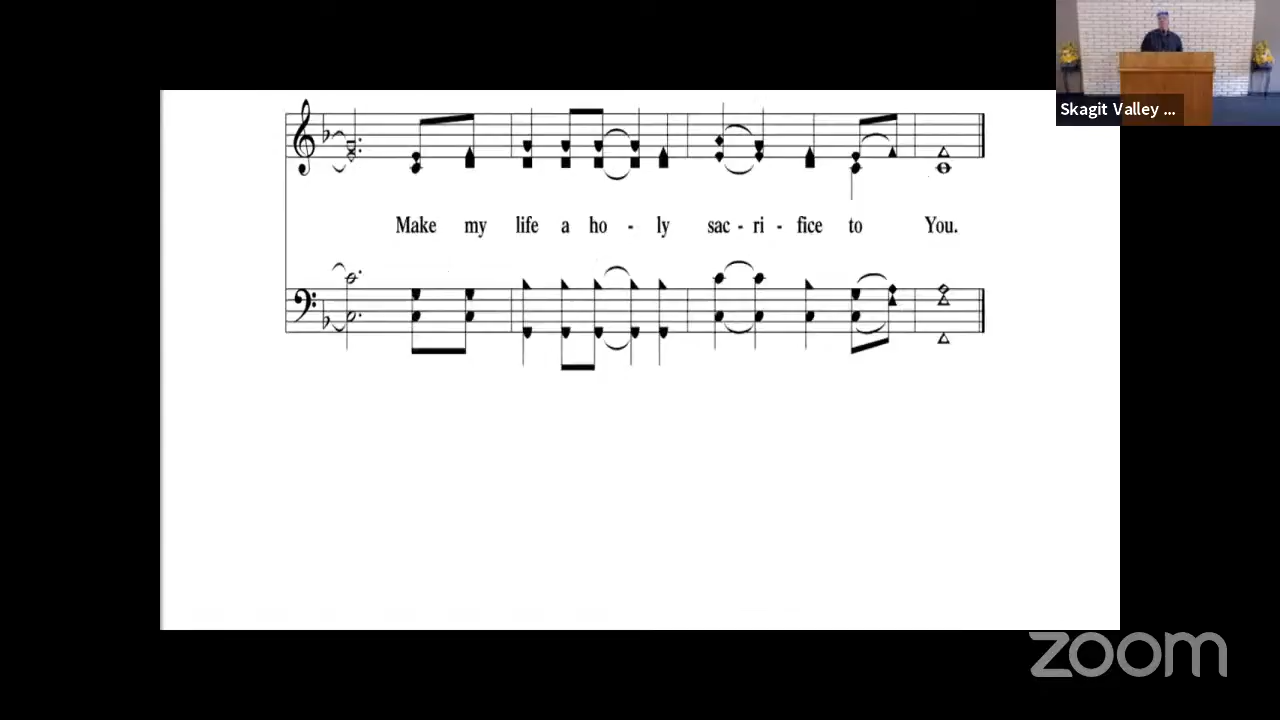 Skagit Valley ...
Make my life a ho - ly sac - ri - fice to You.
zoom